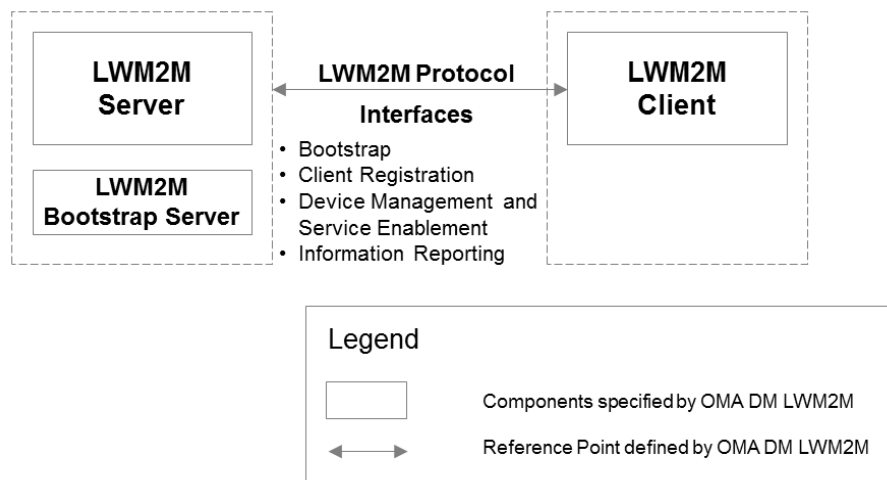 LWM2M
Server
LWM2M
Bootstrap Server
LWM2M Protocol
Interfaces
• Bootstrap
• Client Registration
• Device Management and
Service Enablement
• Information Reporting
LWM2M
Client
Legend
Components specified by OMA DM LWM2M
Reference Point defined by OMA DM LWM2M